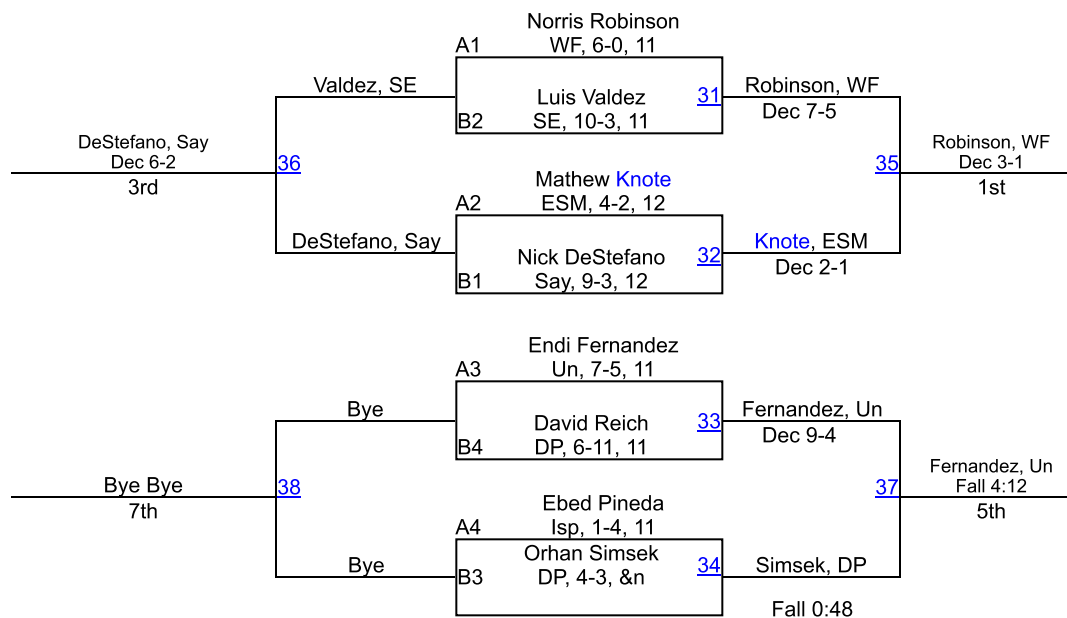 Norris Robinson
A1 WF, 6-0, 11
Valdez, SE
Luis Valdez
31
Robinson, WF
B2 SE, 10-3, 11
Dec 7-5
DeStefano, Say
Dec 6-2
36
3rd
35
Robinson, WF
Dec 3-1
1st
Mathew Knote
A2 ESM, 4-2, 12
DeStefano, Say
Nick DeStefano
32
Knote, ESM
B1 Say, 9-3, 12
Dec 2-1
Endi Fernandez
A3 Un, 7-5, 11
Bye
David Reich
33
Fernandez, Un
B4 DP, 6-11, 11
Dec 9-4
Bye Bye
38
7th
37
Fernandez, Un
Fall 4:12
5th
Ebed Pineda
A4 Isp, 1-4, 11
Bye
Orhan Simsek
34
Simsek, DP
B3 DP, 4-3, &n
Fall 0:48